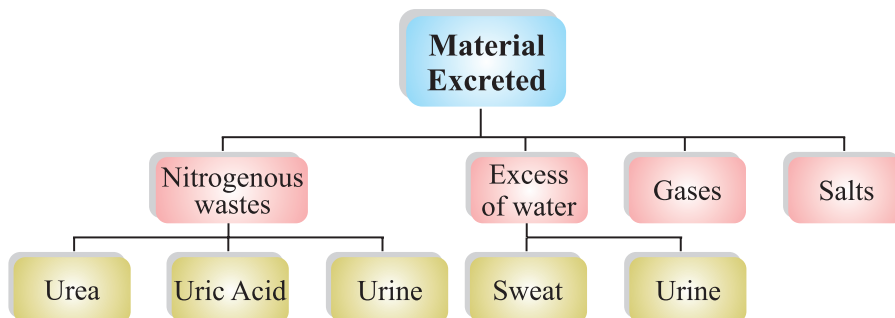 Material
Excreted
Nitrogenous
wastes
Excess
of water
Gases
Salts
Urea
Uric Acid
Urine
Sweat
Urine